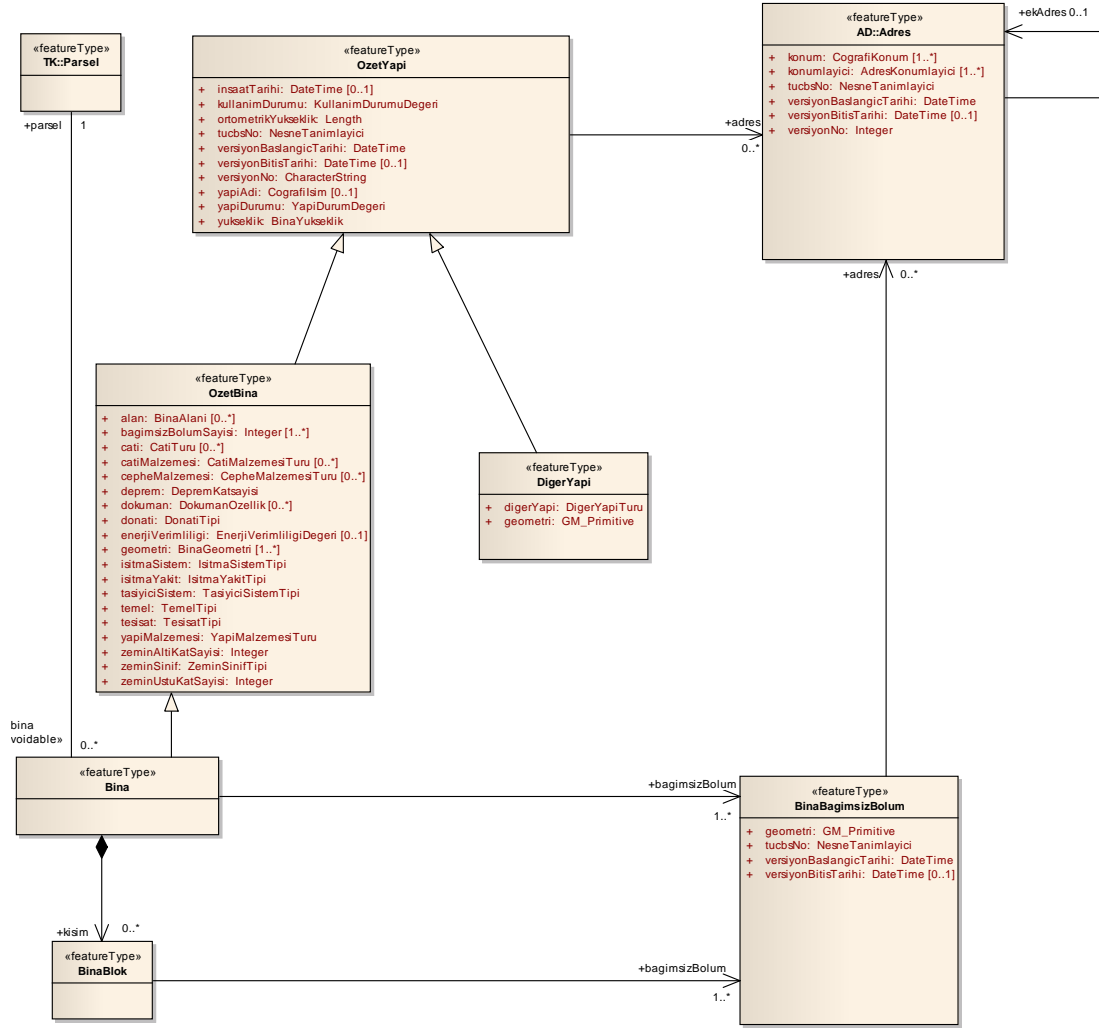 «featureType»
TK::Parsel
+parsel 1
«featureType»
OzetYapi
+ insaatTarihi: DateTime [0..1]
+ kullanimDurumu: KullanimDurumuDegeri
+ ortometrikYukseklik: Length
+ tucbsNo: NesneTanimlayici
+ versiyonBaslangicTarihi: DateTime
+ versiyonBitisTarihi: DateTime [0..1]
+ versiyonNo: CharacterString
+ yapiAdi: CografiIsim [0..1]
+ yapiDurumu: YapiDurumDegeri
+ yukseklik: BinaYukseklik
+adres
0..*
«featureType»
AD::Adres
+ konum: CografiKonum [1..*]
+ konumlayici: AdresKonumlayici [1..*]
+ tucbsNo: NesneTanimlayici
+ versiyonBaslangicTarihi: DateTime
+ versiyonBitisTarihi: DateTime [0..1]
+ versiyonNo: Integer
+ekAdres 0..1
+adres 0..*
«featureType»
OzetBina
+ alan: BinaAlani [0..*]
+ bagimsizBolumSayisi: Integer [1..*]
+ cati: CatiTuru [0..*]
+ catiMalzemesi: CatiMalzemesiTuru [0..*]
+ cepheMalzemesi: CepheMalzemesiTuru [0..*]
+ deprem: DepremKatsayisi
+ dokuman: DokumanOzellik [0..*]
+ donati: DonatiTipi
+ enerjiVerimliligi: EnerjiVerimliligiDegeri [0..1]
+ geometri: BinaGeometri [1..*]
+ isitmaSistem: IsitmaSistemTipi
+ isitmaYakit: IsitmaYakitTipi
+ tasiyiciSistem: TasiyiciSistemTipi
+ temel: TemelTipi
+ tesisat: TesisatTipi
+ yapiMalzemesi: YapiMalzemesiTuru
+ zeminAltiKatSayisi: Integer
+ zeminSinif: ZeminSinifTipi
+ zeminUstuKatSayisi: Integer
«featureType»
DigerYapi
+ digerYapi: DigerYapiTuru
+ geometri: GM_Primitive
bina
voidable»
0..*
«featureType»
Bina
+bagimsizBolum
1..*
«featureType»
BinaBagimsizBolum
+ geometri: GM_Primitive
+ tucbsNo: NesneTanimlayici
+ versiyonBaslangicTarihi: DateTime
+ versiyonBitisTarihi: DateTime [0..1]
+kisim 0..*
«featureType»
BinaBlok
+bagimsizBolum
1..*